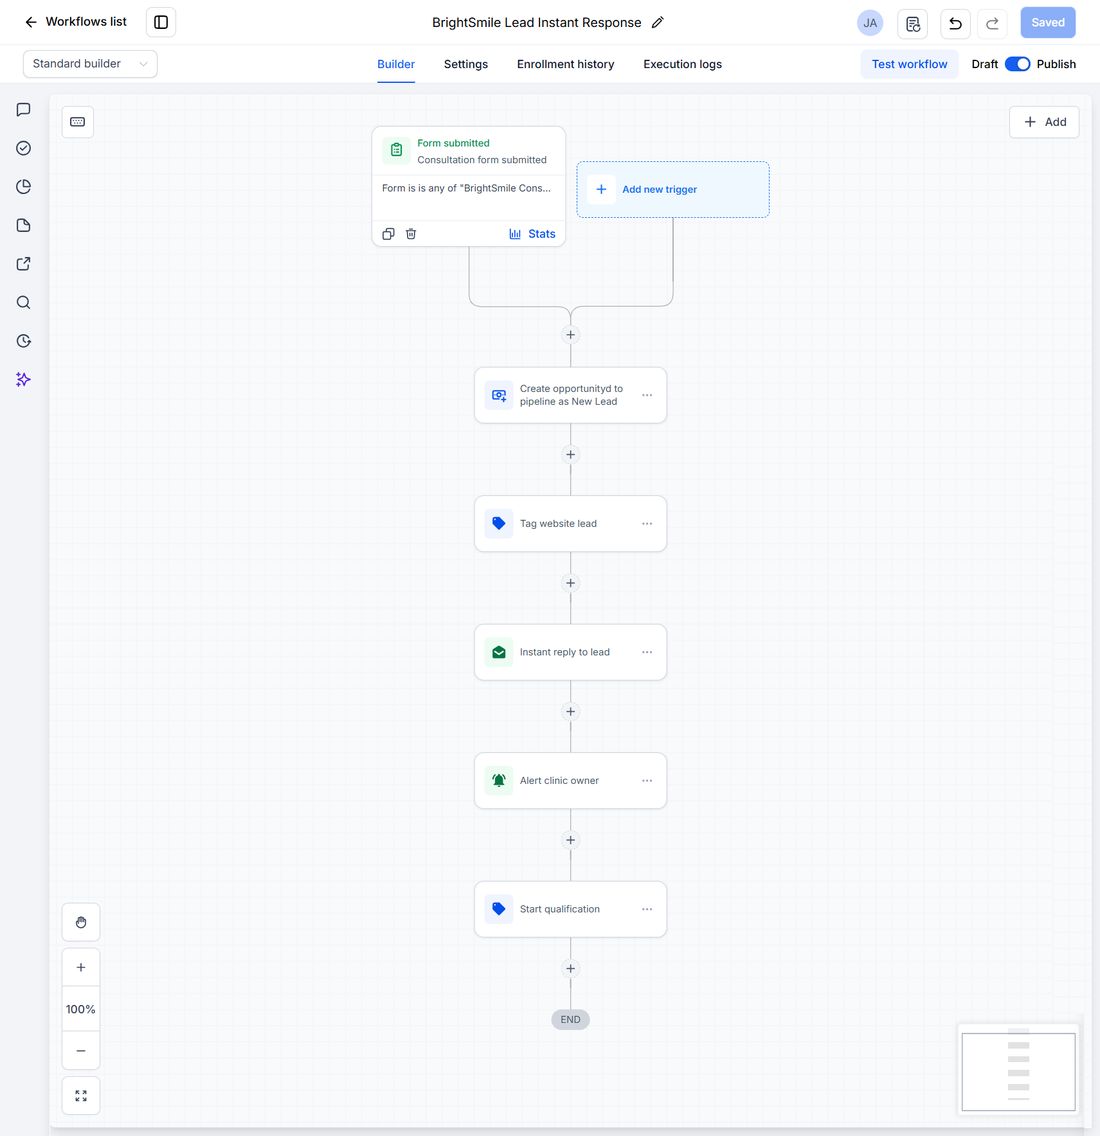 Workflows list
BrightSmile Lead Instant Response
JA
Saved
Standard builder
Builder
Settings
Enrollment history
Execution logs
Test workflow
Draft
Publish
Add
Form submitted
Consultation form submitted
Form is is any of "BrightSmile Cons...
Stats
Add new trigger
Create opportunityd to
pipeline as New Lead
Tag website lead
Instant reply to lead
Alert clinic owner
Start qualification
END
100%